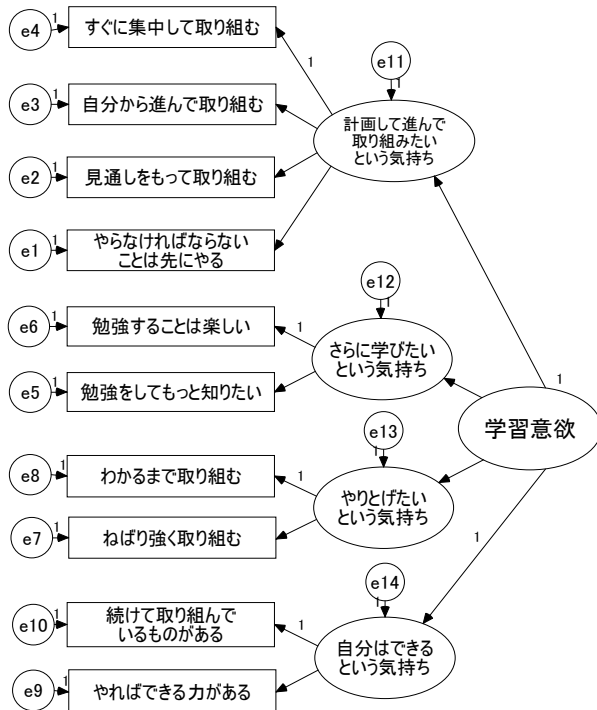 e4
1
すぐに集中して取り組む
1
e11
1
e3
1
自分から進んで取り組む
計画して進んで
取り組みたい
という気持ち
e2
1
見通しをもって取り組む
e1
1
やらなければならない
ことは先にやる
e12
1
e6
1
勉強することは楽しい
1
さらに学びたい
という気持ち
e5
1
勉強をしてもっと知りたい
1
学習意欲
e13
1
e8
1
わかるまで取り組む
1
やりとげたい
という気持ち
e7
1
ねばり強く取り組む
1
e14
1
e10
1
続けて取り組んで
いるものがある
1
自分はできる
という気持ち
e9
1
やればできる力がある